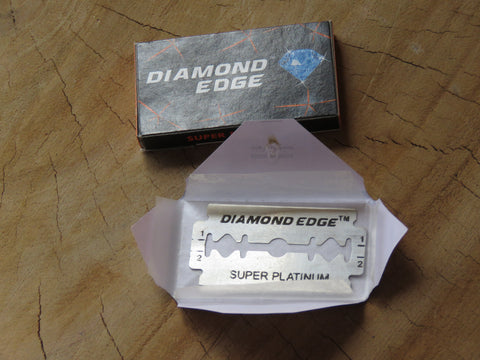 DIAMOND
EDGE
SUPER
DIAMOND EDGE™
1 1
2 2
SUPER PLATINUM